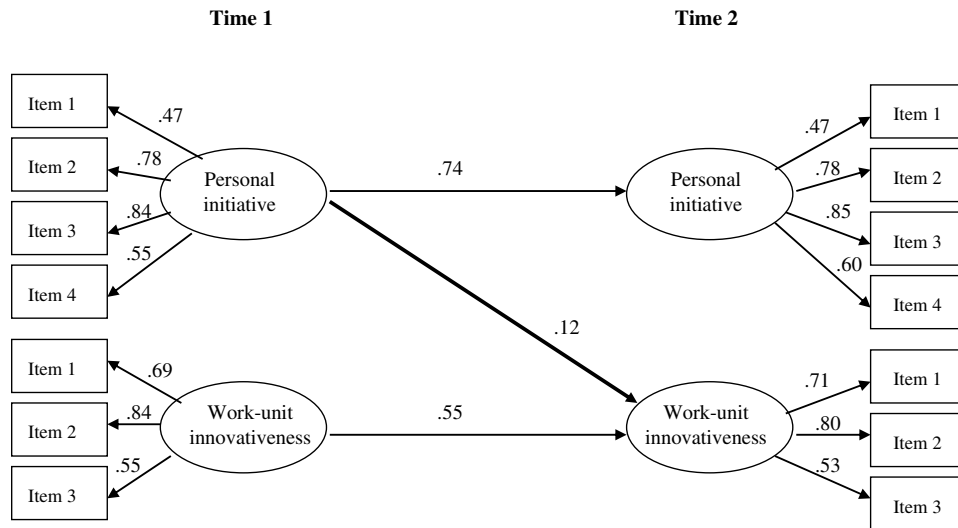 Time 1
Time 2
Item 1
Item 2
Item 3
Item 4
.47
.78
.84
.55
Personal
initiative
.74
Personal
initiative
.47
.78
.85
.60
Item 1
Item 2
Item 3
Item 4
.12
Item 1
Item 2
Item 3
.69
.84
.55
Work-unit
innovativeness
.55
Work-unit
innovativeness
.71
.80
.53
Item 1
Item 2
Item 3